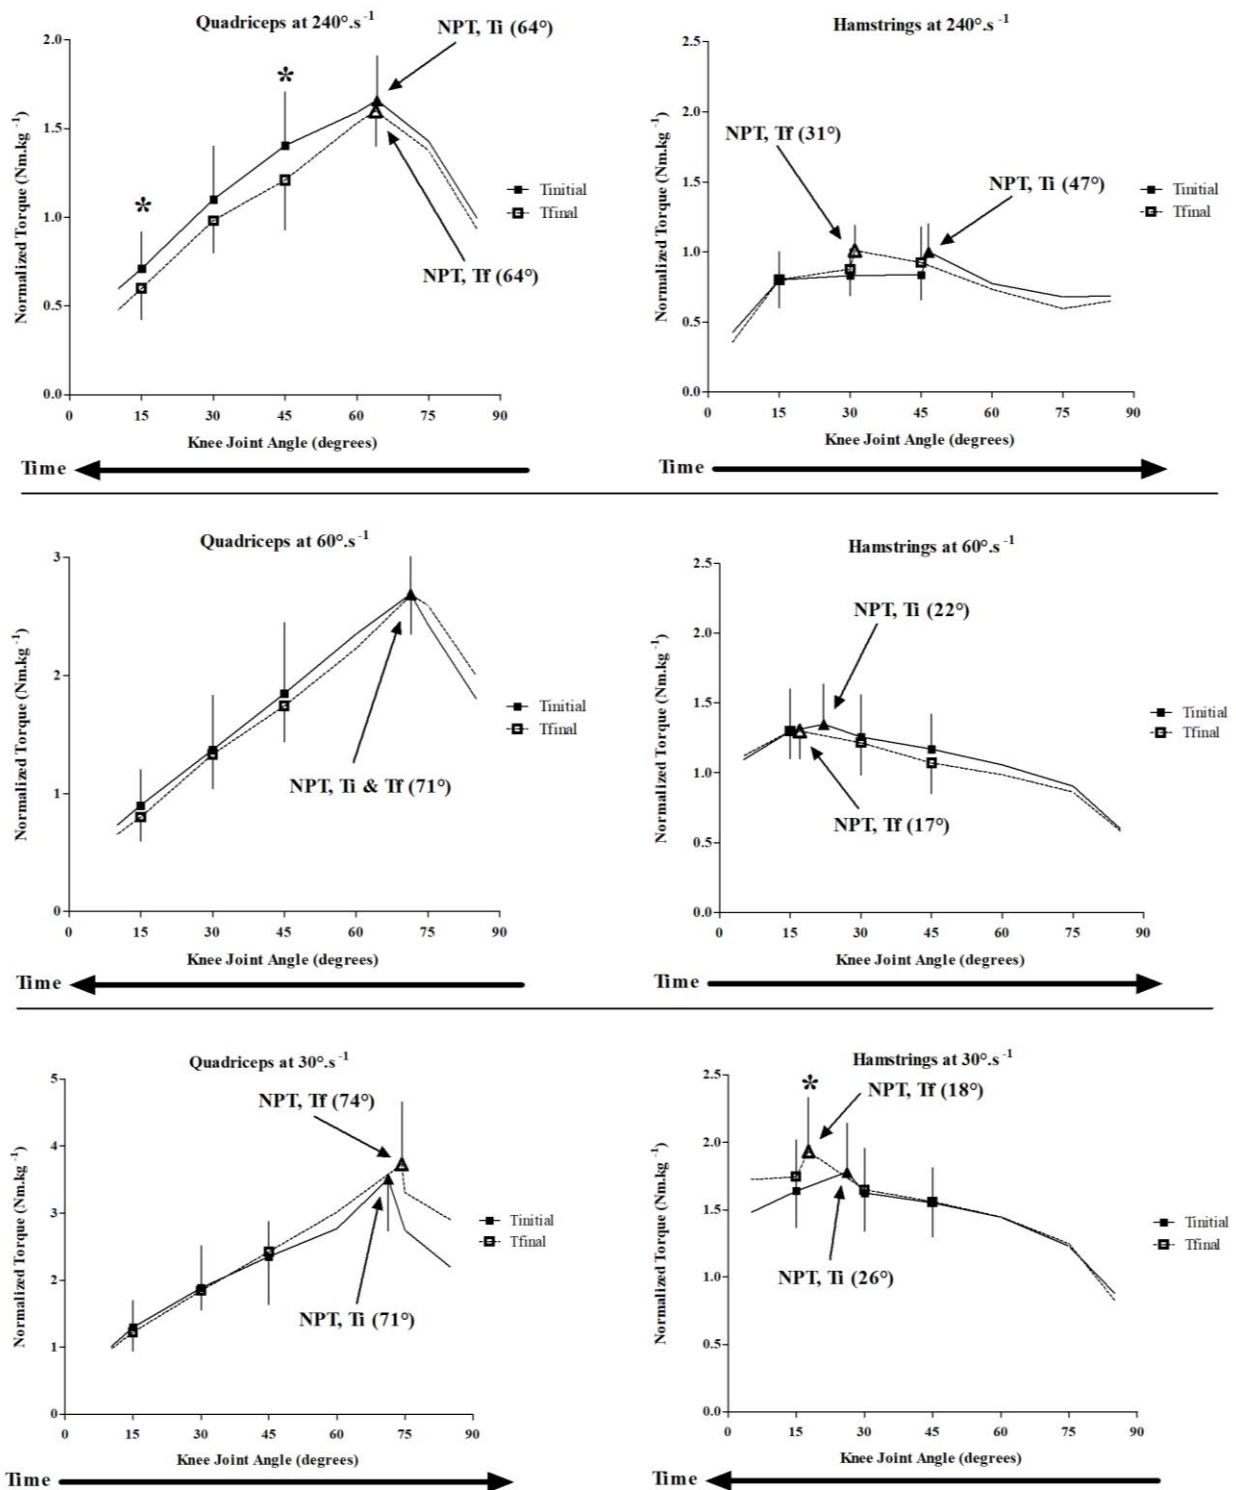 Quadriceps at 240°.s⁻¹
NPT, Ti (64°)
Normalized Torque (Nm.kg⁻¹)
2.0
1.5
1.0
0.5
0.0
*
*
Tinitial
Tfinal
NPT, Tf (64°)
0 15 30 45 60 75 90
Knee Joint Angle (degrees)
Time
Hamstrings at 240°.s⁻¹
Normalized Torque (Nm.kg⁻¹)
2.5
2.0
1.5
1.0
0.5
0.0
NPT, Tf (31°)
NPT, Ti (47°)
Tinitial
Tfinal
0 15 30 45 60 75 90
Knee Joint Angle (degrees)
Time
Quadriceps at 60°.s⁻¹
Normalized Torque (Nm.kg⁻¹)
3
2
1
0
Tinitial
Tfinal
NPT, Ti & Tf (71°)
0 15 30 45 60 75 90
Knee Joint Angle (degrees)
Time
Hamstrings at 60°.s⁻¹
Normalized Torque (Nm.kg⁻¹)
2.5
2.0
1.5
1.0
0.5
0.0
NPT, Ti (22°)
Tinitial
Tfinal
NPT, Tf (17°)
0 15 30 45 60 75 90
Knee Joint Angle (degrees)
Time
Quadriceps at 30°.s⁻¹
Normalized Torque (Nm.kg⁻¹)
5
4
3
2
1
0
NPT, Tf (74°)
Tinitial
Tfinal
NPT, Ti (71°)
0 15 30 45 60 75 90
Knee Joint Angle (degrees)
Time
Hamstrings at 30°.s⁻¹
Normalized Torque (Nm.kg⁻¹)
2.5
2.0
1.5
1.0
0.5
0.0
*
NPT, Tf (18°)
Tinitial
Tfinal
NPT, Ti (26°)
0 15 30 45 60 75 90
Knee Joint Angle (degrees)
Time